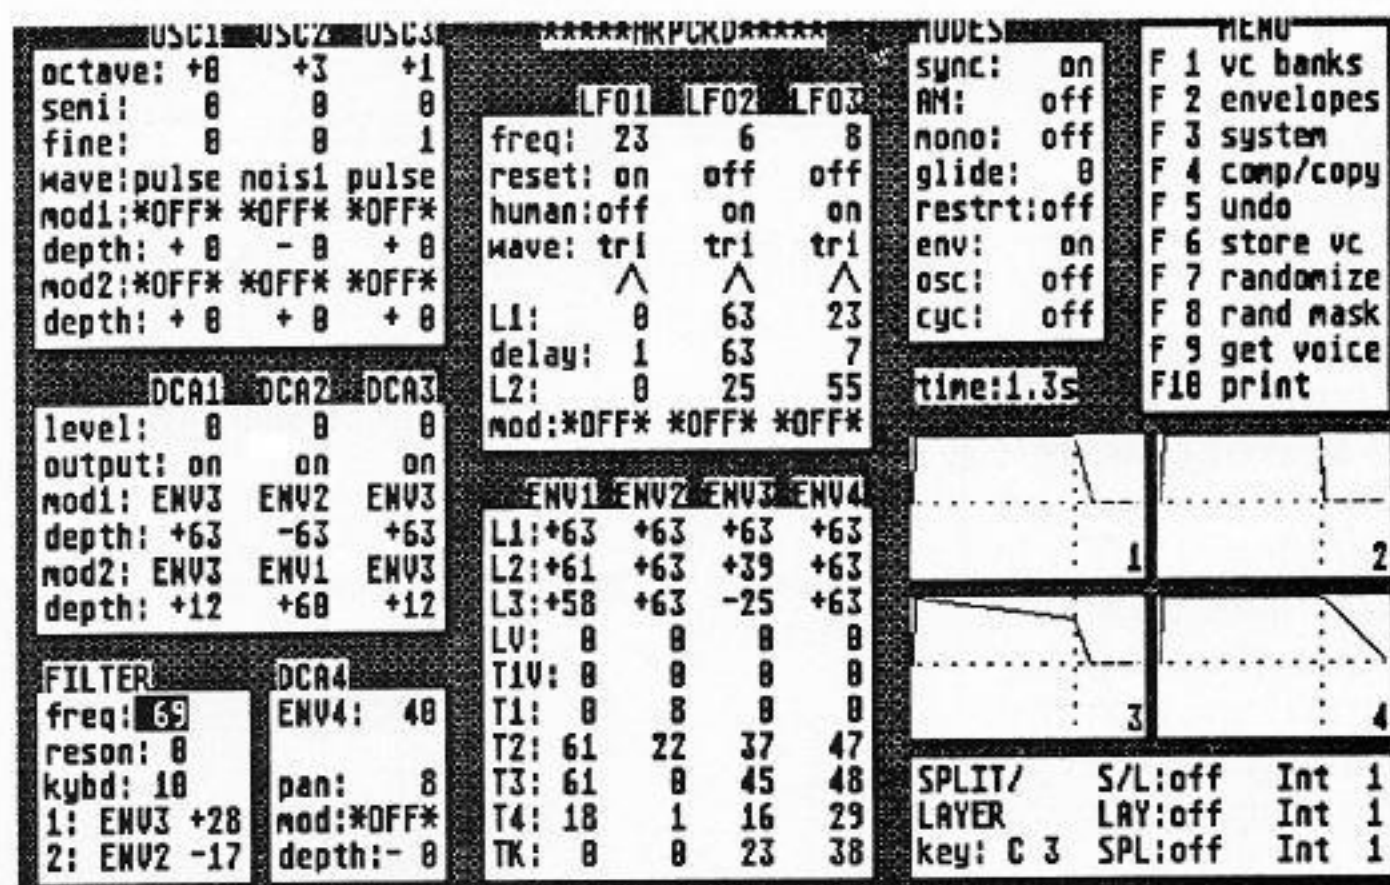 OSC1 OSC2 OSC3
octave: +0 +3 +1
semi: 0 0 0
fine: 0 0 1
wave:pulse nois1 pulse
mod1:*OFF* *OFF* *OFF*
depth: + 0 - 0 + 0
mod2:*OFF* *OFF* *OFF*
depth: + 0 + 0 + 0
DCA1 DCA2 DCA3
level: 0 0 0
output: on on on
mod1: ENV3 ENV2 ENV3
depth: +63 -63 +63
mod2: ENV3 ENV1 ENV3
depth: +12 +60 +12
FILTER
freq: 69
reson: 0
kybd: 10
1: ENV3 +28
2: ENV2 -17
DCA4
ENV4: 40
pan: 8
mod:*OFF*
depth:- 0
*****HRPCRD*****
LFO1 LFO2 LFO3
freq: 23 6 8
reset: on off off
human:off on on
wave: tri tri tri
L1: 0 63 23
delay: 1 63 7
L2: 0 25 55
mod:*OFF* *OFF* *OFF*
ENV1 ENV2 ENV3 ENV4
L1:+63 +63 +63 +63
L2:+61 +63 +39 +63
L3:+58 +63 -25 +63
LV: 0 0 0 0
T1V: 0 0 0 0
T1: 0 8 0 0
T2: 61 22 37 47
T3: 61 0 45 48
T4: 18 1 16 29
TK: 0 0 23 38
MODES
sync: on
AM: off
mono: off
glide: 0
restrt:off
env: on
osc: off
cyc: off
time:1.3s
MENU
F 1 vc banks
F 2 envelopes
F 3 system
F 4 comp/copy
F 5 undo
F 6 store vc
F 7 randomize
F 8 rand mask
F 9 get voice
F10 print
1
2
3
4
SPLIT/ S/L:off Int 1
LAYER LAY:off Int 1
key: C 3 SPL:off Int 1